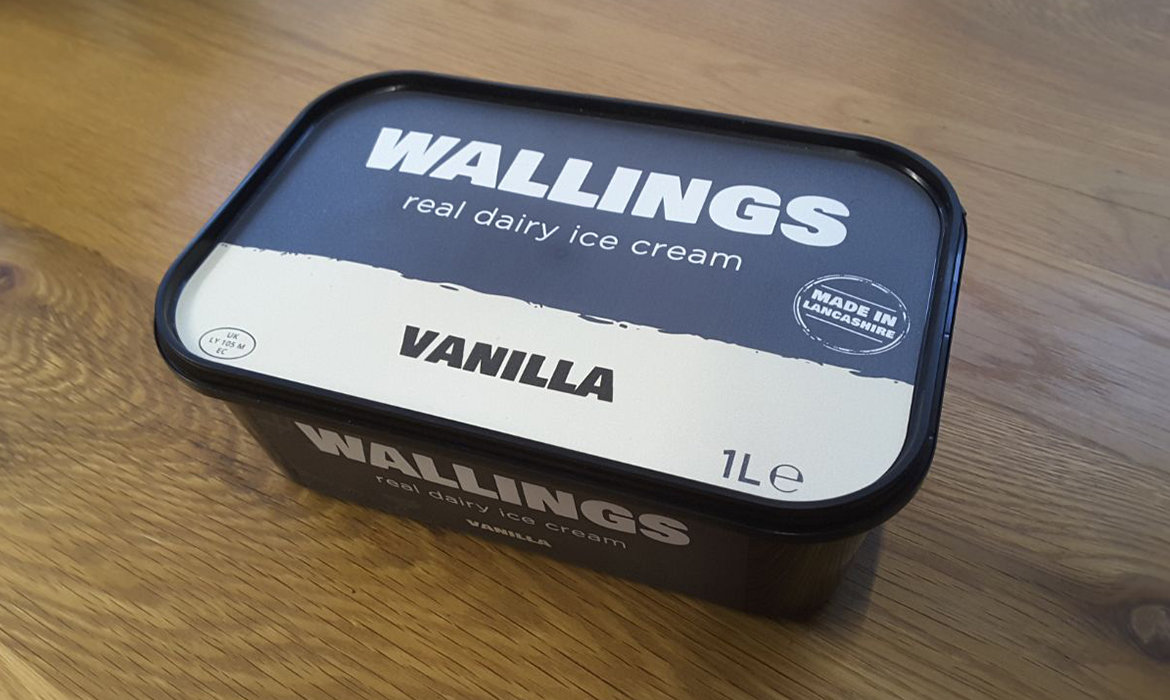 WALLINGS
real dairy ice cream
MADE IN
LANCASHIRE
VANILLA
UK
LY 105 M
EC
1L e
WALLINGS
real dairy ice cream
VANILLA